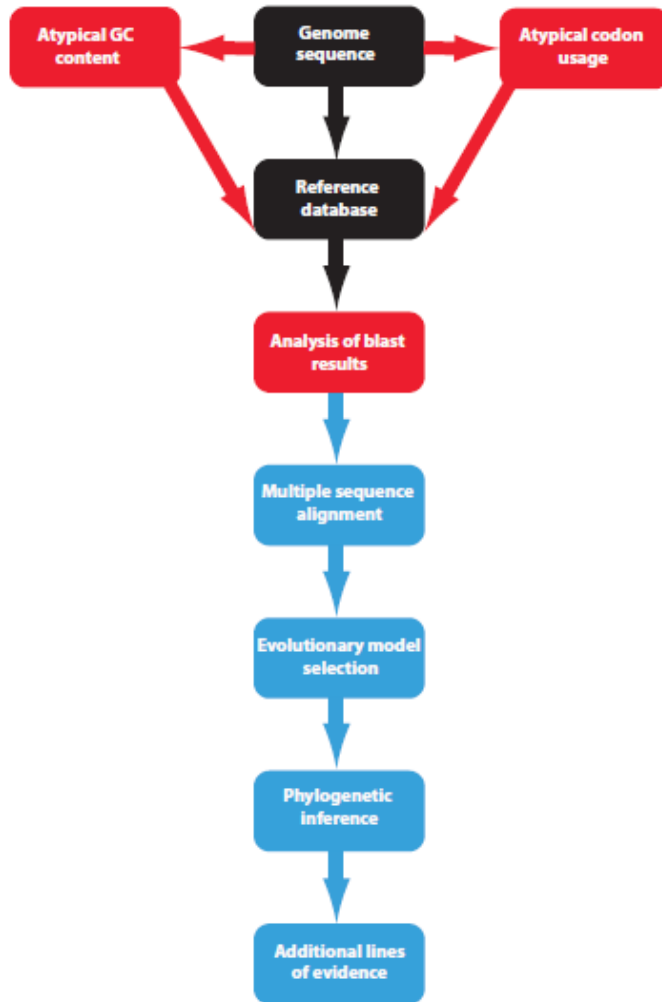 Atypical GC
content
Genome
sequence
Atypical codon
usage
Reference
database
Analysis of blast
results
Multiple sequence
alignment
Evolutionary model
selection
Phylogenetic
inference
Additional lines
of evidence